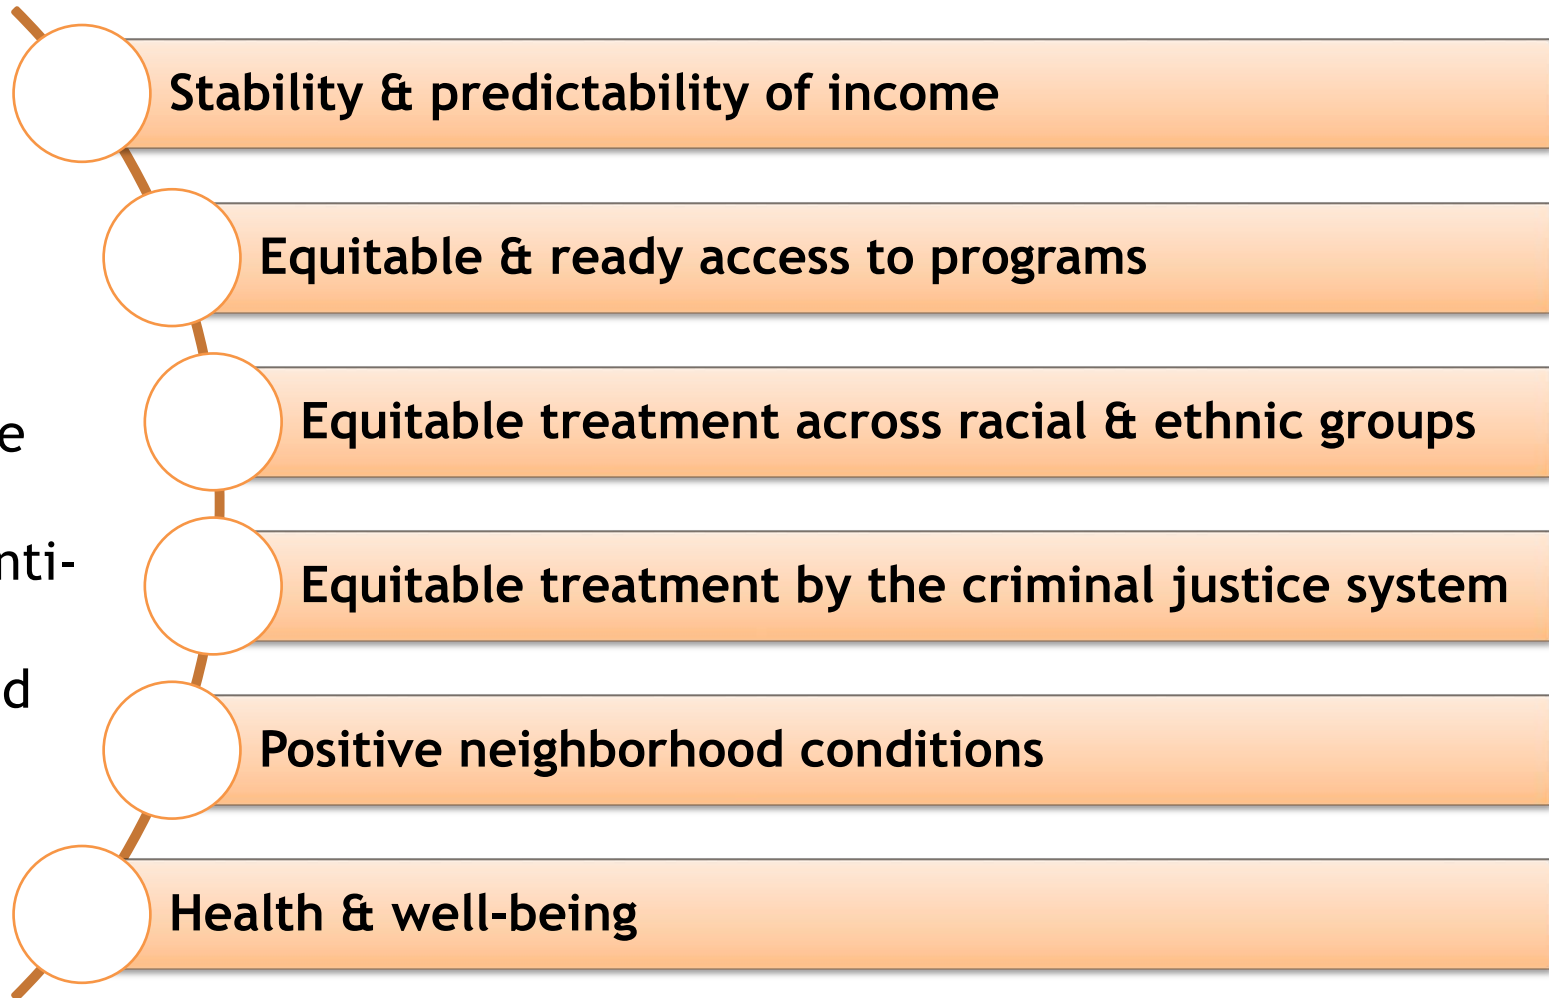 Stability & predictability of income
Equitable & ready access to programs
Equitable treatment across racial & ethnic groups
Equitable treatment by the criminal justice system
Positive neighborhood conditions
Health & well-being